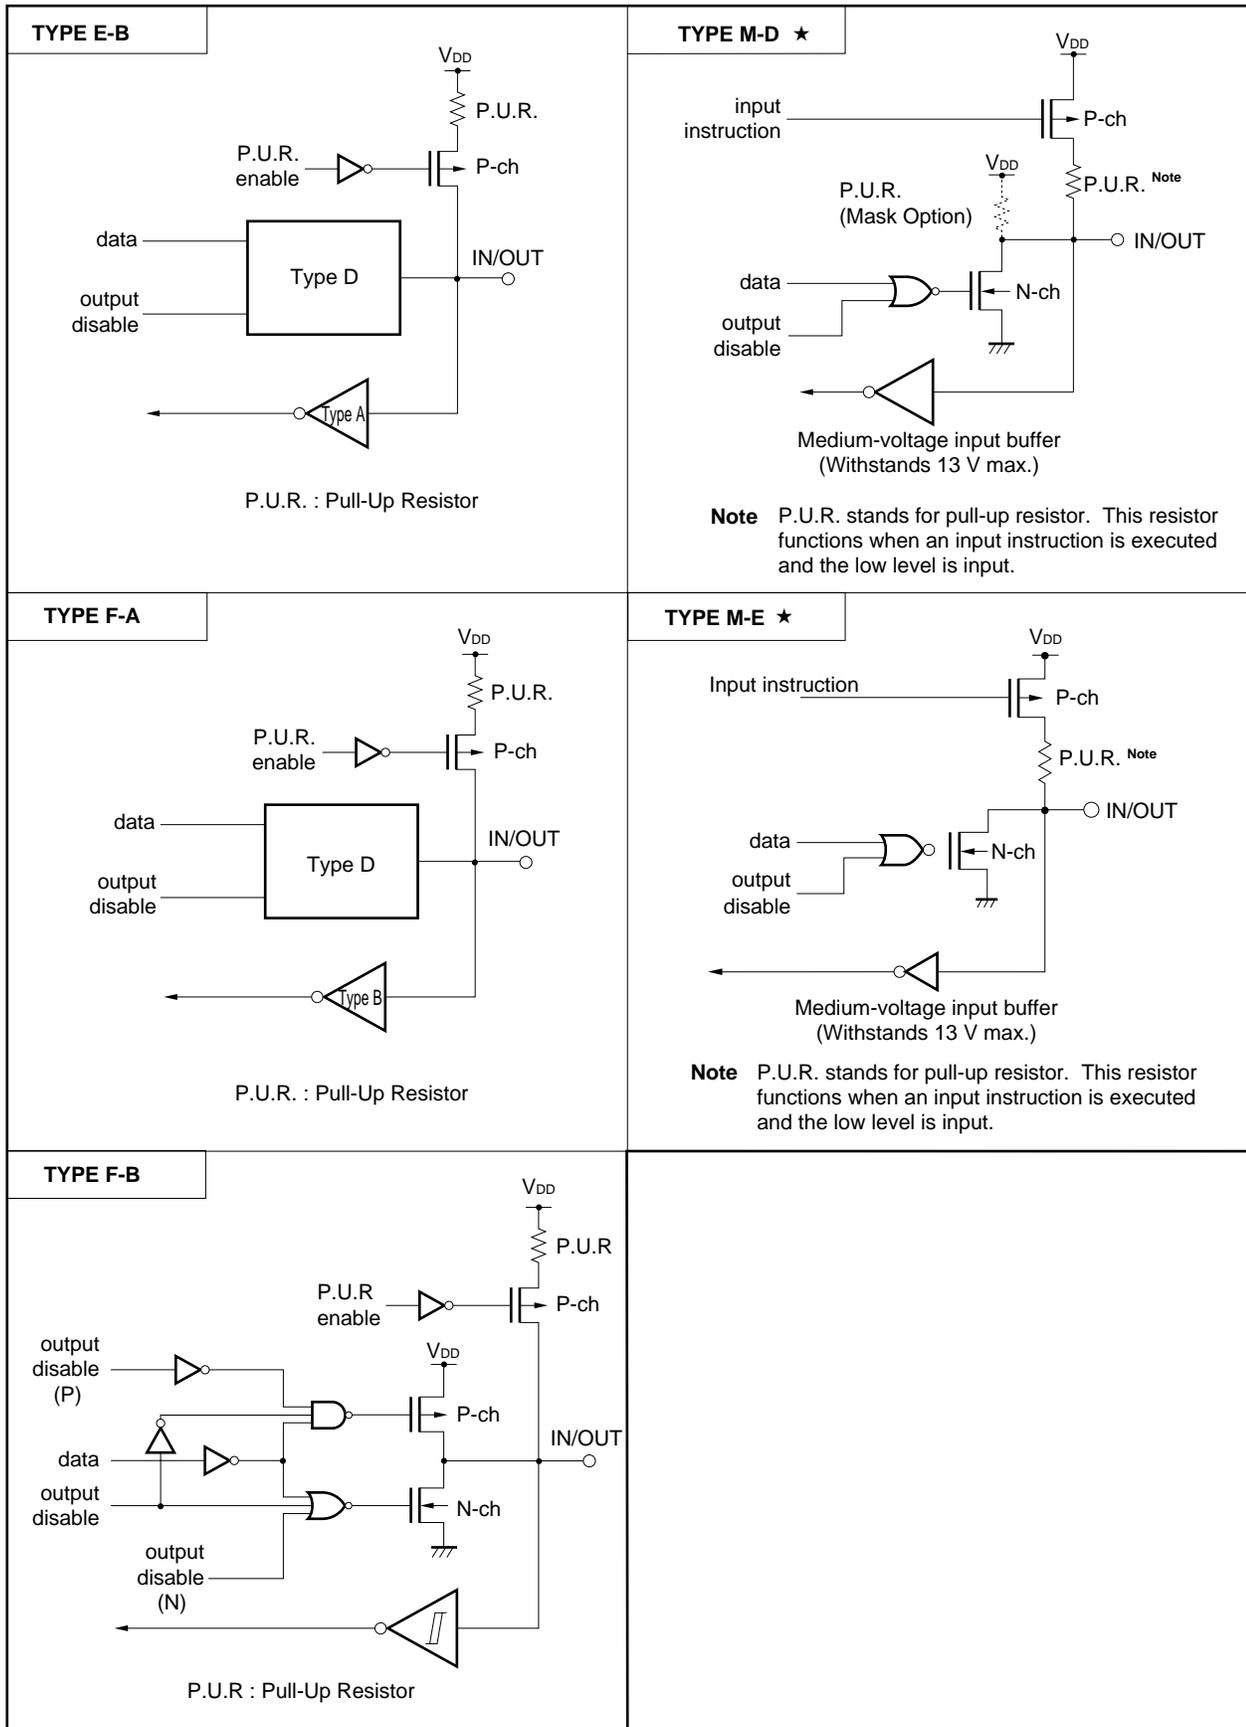 TYPE E-B
VDD
P.U.R.
P.U.R.
enable
P-ch
data
Type D
IN/OUT
output
disable
Type A
P.U.R. : Pull-Up Resistor
TYPE M-D ★
VDD
input
instruction
P-ch
VDD
P.U.R.
(Mask Option)
P.U.R. Note
IN/OUT
data
N-ch
output
disable
Medium-voltage input buffer
(Withstands 13 V max.)
Note P.U.R. stands for pull-up resistor. This resistor
functions when an input instruction is executed
and the low level is input.
TYPE F-A
VDD
P.U.R.
P.U.R.
enable
P-ch
data
Type D
IN/OUT
output
disable
Type B
P.U.R. : Pull-Up Resistor
TYPE M-E ★
VDD
Input instruction
P-ch
P.U.R. Note
IN/OUT
data
N-ch
output
disable
Medium-voltage input buffer
(Withstands 13 V max.)
Note P.U.R. stands for pull-up resistor. This resistor
functions when an input instruction is executed
and the low level is input.
TYPE F-B
VDD
P.U.R
P.U.R
enable
P-ch
output
disable
(P)
VDD
P-ch
IN/OUT
data
output
disable
N-ch
output
disable
(N)
P.U.R : Pull-Up Resistor